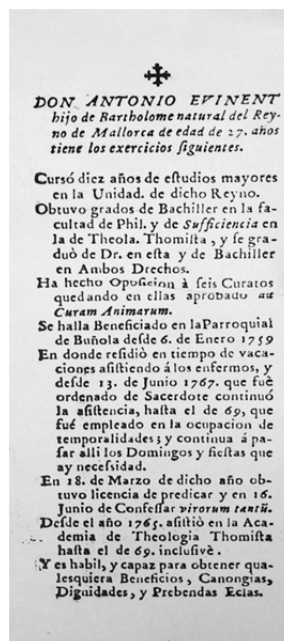 DON ANTONIO EVINENT
hijo de Bartholome natural del Rey-
no de Mallorca de edad de 27. años
tiene los exercicios ſiguientes.
Cursó diez años de eſtudios mayores
en la Unidad. de dicho Reyno.
Obtuvo grados de Bachiller en la fa-
cultad de Phil. y de Sufficiencia en
la de Theola. Thomiſta, y ſe gra-
duò de Dr. en eſta y de Bachiller
en Ambos Drechos.
Ha hecho Opoſicion à ſeis Curatos
quedando en ellas aprobado au
Curam Animarum.
Se halla Beneficiado en laParroquial
de Buñola desde 6. de Enero 1759
En donde reſidiò en tiempo de vaca-
ciones aſiſtiendo á los enfermos, y
deſde 13. de Junio 1767. que fuè
ordenado de Sacerdote continuó
la aſiſtencia, haſta el de 69, que
fué empleado en la ocupacion de
temporalidades; y continua á pa-
ſar alli los Domingos y fieſtas que
ay neceſſidad.
En 18. de Marzo de dicho año ob-
tuvo licencia de predicar y en 16.
Junio de Confeſſar virorum tantũ.
Deſde el año 1765. aſiſtiò en la Aca-
demia de Theologia Thomiſta
haſta el de 69. incluſivè.
Y es habil, y capaz para obtener qua-
lesquiera Beneficios, Canongias,
Dignidades, y Prebendas Eclas.